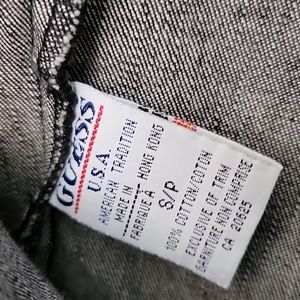 GUESS
U.S.A.
AMERICAN TRADITION
MADE IN HONG KONG
FABRIQUE A
S/P
100% COTTON/COTON
EXCLUSIVE OF TRIM
GARNITURE NON COMPRISE
CA 20655